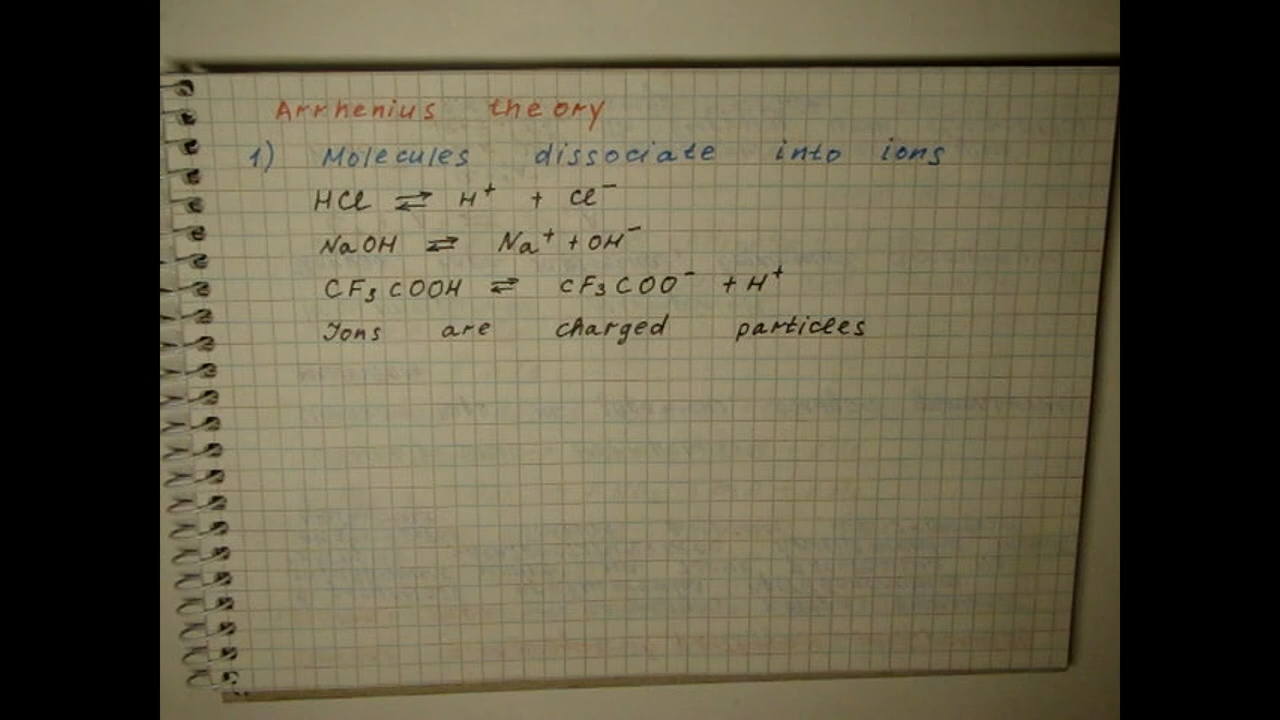 Arrhenius theory
1) Molecules dissociate into ions
HCl ⇌ H⁺ + Cl⁻
NaOH ⇌ Na⁺ + OH⁻
CF₃COOH ⇌ CF₃COO⁻ + H⁺
Ions are charged particles